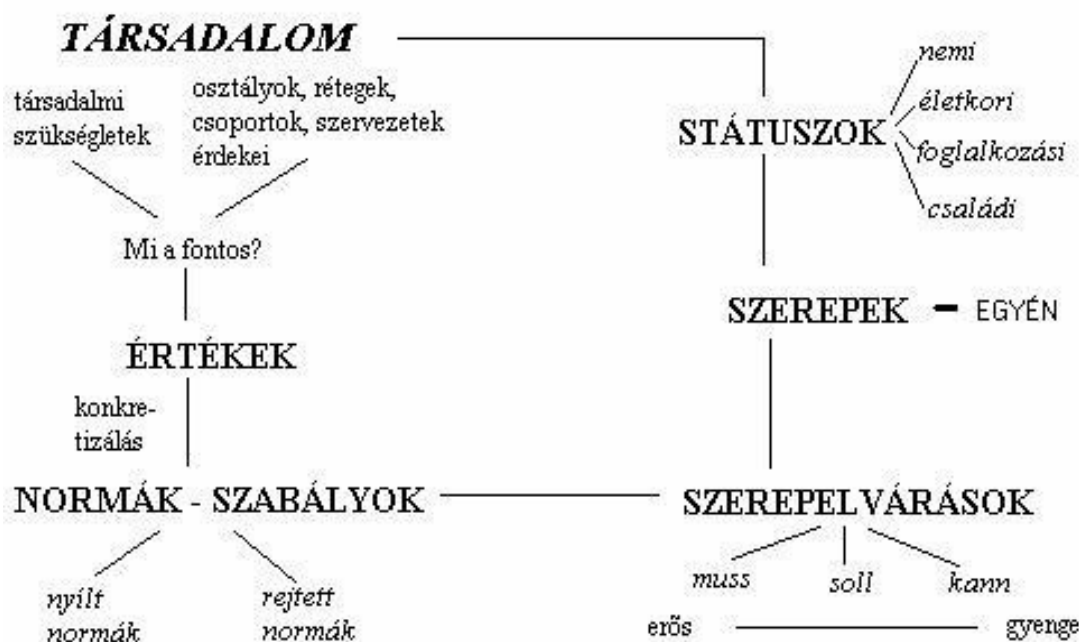 TÁRSADALOM
társadalmi
szükségletek
osztályok, rétegek,
csoportok, szervezetek
érdekei
Mi a fontos?
ÉRTÉKEK
konkre-
tizálás
NORMÁK - SZABÁLYOK
nyílt
normák
rejtett
normák
STÁTUSZOK
nemi
életkori
foglalkozási
családi
SZEREPEK
EGYÉN
SZEREPELVÁRÁSOK
muss
soll
kann
erős
gyenge